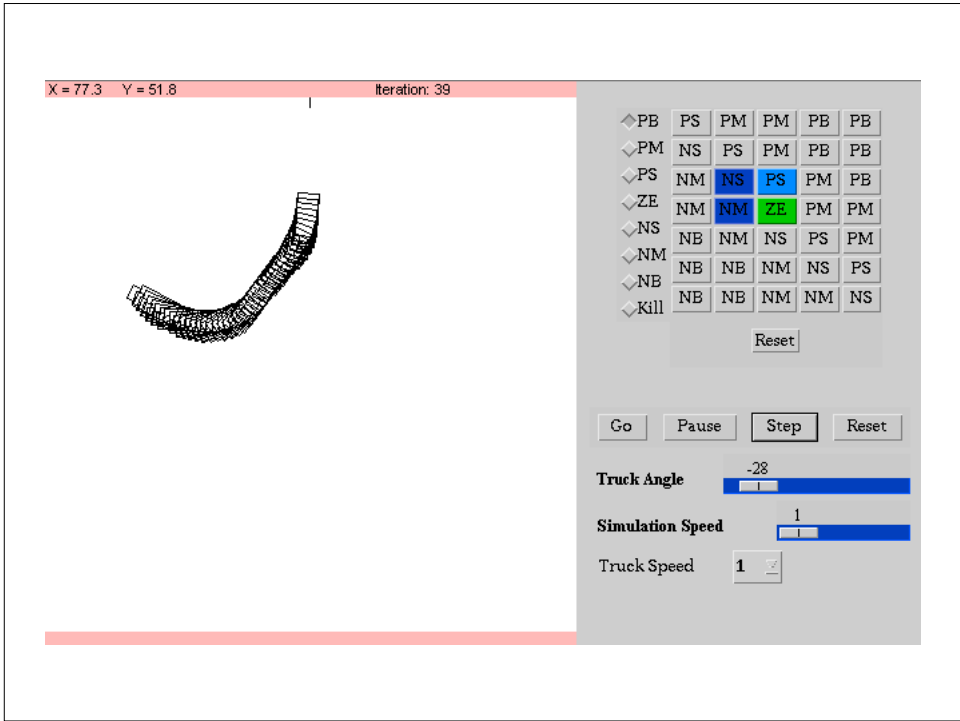 X = 77.3 Y = 51.8 Iteration: 39
PB PS PM PM PB PB
PM NS PS PM PB PB
PS NM NS PS PM PB
ZE NM NM ZE PM PM
NS NB NM NS PS PM
NM NB NB NM NS PS
NB NB NB NM NM NS
Kill
Reset
Go Pause Step Reset
-28
Truck Angle
1
Simulation Speed
Truck Speed 1